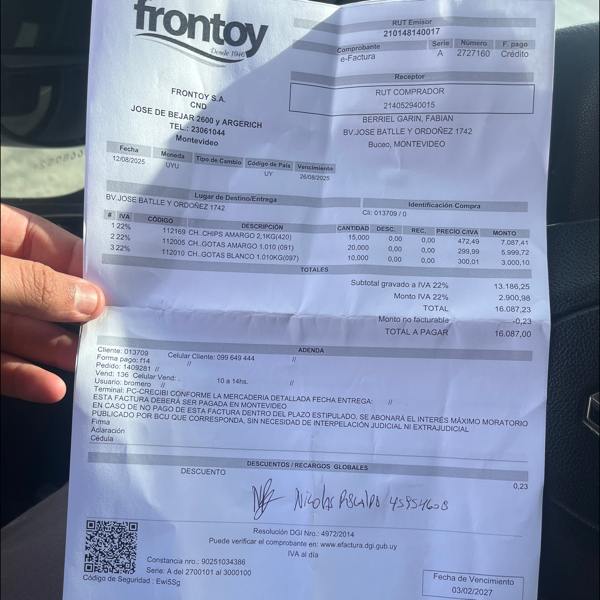 frontoy
Desde 1946
FRONTOY S.A.
CND
JOSE DE BEJAR 2600 y ARGERICH
TEL.: 23061044
Montevideo
RUT Emisor
210148140017
Comprobante Serie Número F. pago
e-Factura A 2727160 Crédito
Receptor
RUT COMPRADOR
214052940015
BERRIEL GARIN, FABIAN
BV.JOSE BATLLE Y ORDOÑEZ 1742
Buceo, MONTEVIDEO
Fecha Moneda Tipo de Cambio Código de País Vencimiento
12/08/2025 UYU UY 26/08/2025
Lugar de Destino/Entrega Identificación Compra
BV.JOSE BATLLE Y ORDOÑEZ 1742 Cli: 013709 / 0
# IVA CÓDIGO DESCRIPCIÓN CANTIDAD DESC. REC. PRECIO C/IVA MONTO
1 22% 112169 CH..CHIPS AMARGO 2,1KG(420) 15,000 0,00 0,00 472,49 7.087,41
2 22% 112005 CH..GOTAS AMARGO 1.010 (091) 20,000 0,00 0,00 299,99 5.999,72
3 22% 112010 CH..GOTAS BLANCO 1.010KG(097) 10,000 0,00 0,00 300,01 3.000,10
TOTALES
Subtotal gravado a IVA 22% 13.186,25
Monto IVA 22% 2.900,98
TOTAL 16.087,23
Monto no facturable -0,23
TOTAL A PAGAR 16.087,00
ADENDA
Cliente: 013709 Celular Cliente: 099 649 444 //
Forma pago: f14 //
Pedido: 1409281 // //
Vend: 136 Celular Vend: .
Usuario: bromero // 10 a 14hs. //
Terminal: PC-CRECIBI CONFORME LA MERCADERIA DETALLADA FECHA ENTREGA: //
ESTA FACTURA DEBERÁ SER PAGADA EN MONTEVIDEO
EN CASO DE NO PAGO DE ESTA FACTURA DENTRO DEL PLAZO ESTIPULADO, SE ABONARÁ EL INTERÉS MÁXIMO MORATORIO
PUBLICADO POR BCU QUE CORRESPONDA, SIN NECESIDAD DE INTERPELACIÓN JUDICIAL NI EXTRAJUDICIAL
Firma
Aclaración
Cédula
DESCUENTOS / RECARGOS GLOBALES
DESCUENTO 0,23
Nicolas
Resolución DGI Nro.: 4972/2014
Puede verificar el comprobante en: www.efactura.dgi.gub.uy
IVA al día
Constancia nro.: 90251034386
Serie: A del 2700101 al 3000100
Código de Seguridad : Ewi5Sg
Fecha de Vencimiento
03/02/2027